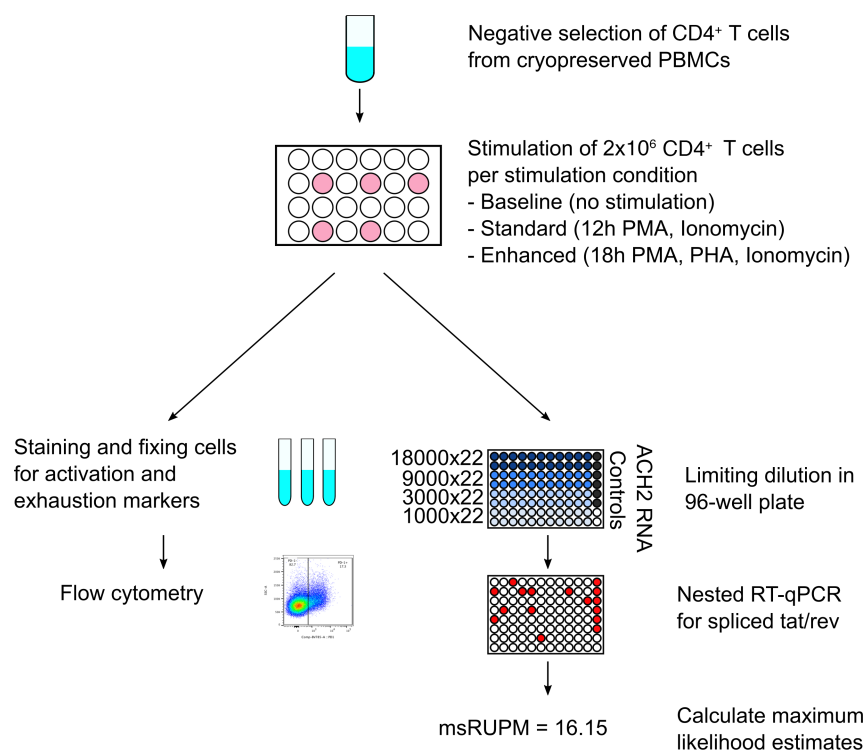 Negative selection of CD4⁺ T cells
from cryopreserved PBMCs
Stimulation of 2x10⁶ CD4⁺ T cells
per stimulation condition
- Baseline (no stimulation)
- Standard (12h PMA, Ionomycin)
- Enhanced (18h PMA, PHA, Ionomycin)
Staining and fixing cells
for activation and
exhaustion markers
Flow cytometry
18000x22
9000x22
3000x22
1000x22
ACH2 RNA
Controls
Limiting dilution in
96-well plate
Nested RT-qPCR
for spliced tat/rev
msRUPM = 16.15
Calculate maximum
likelihood estimates